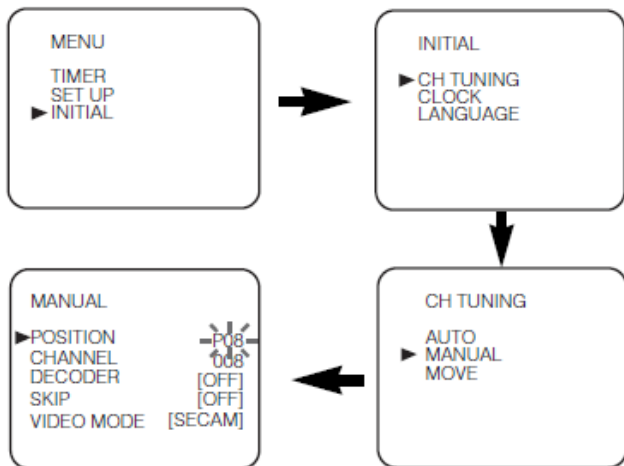 MENU
TIMER
SET UP
INITIAL
INITIAL
CH TUNING
CLOCK
LANGUAGE
CH TUNING
AUTO
MANUAL
MOVE
MANUAL
POSITION P08
CHANNEL 008
DECODER [OFF]
SKIP [OFF]
VIDEO MODE [SECAM]